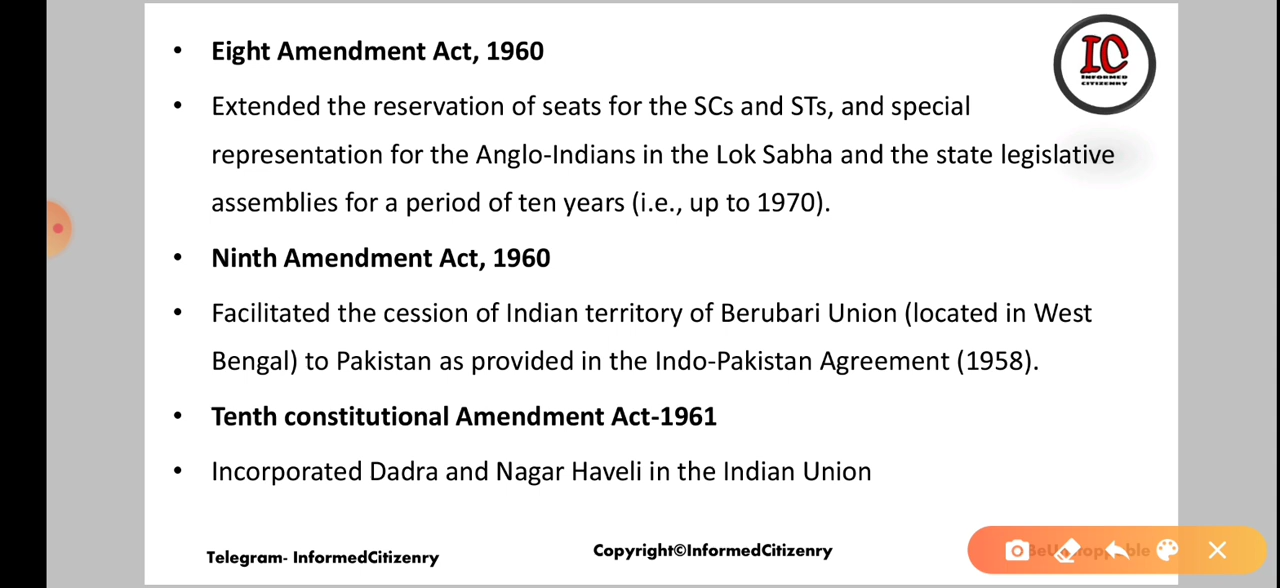 IC
INFORMED
CITIZENRY
• Eight Amendment Act, 1960
• Extended the reservation of seats for the SCs and STs, and special
representation for the Anglo-Indians in the Lok Sabha and the state legislative
assemblies for a period of ten years (i.e., up to 1970).
• Ninth Amendment Act, 1960
• Facilitated the cession of Indian territory of Berubari Union (located in West
Bengal) to Pakistan as provided in the Indo-Pakistan Agreement (1958).
• Tenth constitutional Amendment Act-1961
• Incorporated Dadra and Nagar Haveli in the Indian Union
Telegram- InformedCitizenry
Copyright©InformedCitizenry